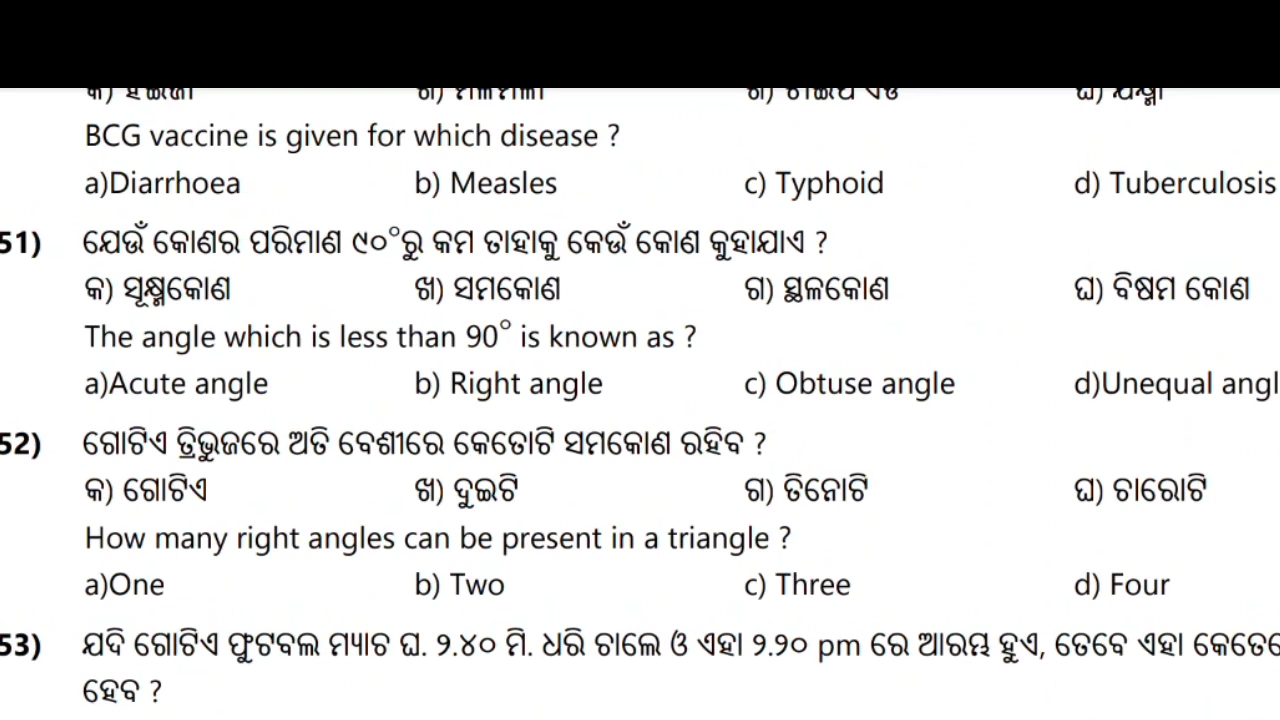 BCG vaccine is given for which disease ?
a)Diarrhoea b) Measles c) Typhoid d) Tuberculosis
51) ଯେଉଁ କୋଣର ପରିମାଣ ୯୦°ରୁ କମ ତାହାକୁ କେଉଁ କୋଣ କୁହାଯାଏ ?
କ) ସୂକ୍ଷ୍ମକୋଣ ଖ) ସମକୋଣ ଗ) ସ୍ଥଳକୋଣ ଘ) ବିଷମ କୋଣ
The angle which is less than 90° is known as ?
a)Acute angle b) Right angle c) Obtuse angle d)Unequal angl
52) ଗୋଟିଏ ତ୍ରିଭୁଜରେ ଅତି ବେଶୀରେ କେତୋଟି ସମକୋଣ ରହିବ ?
କ) ଗୋଟିଏ ଖ) ଦୁଇଟି ଗ) ତିନୋଟି ଘ) ଚାରୋଟି
How many right angles can be present in a triangle ?
a)One b) Two c) Three d) Four
53) ଯଦି ଗୋଟିଏ ଫୁଟବଲ ମ୍ୟାଚ ଘ. ୨.୪୦ ମି. ଧରି ଚାଲେ ଓ ଏହା ୨.୨୦ pm ରେ ଆରମ୍ଭ ହୁଏ, ତେବେ ଏହା
ହେବ ?